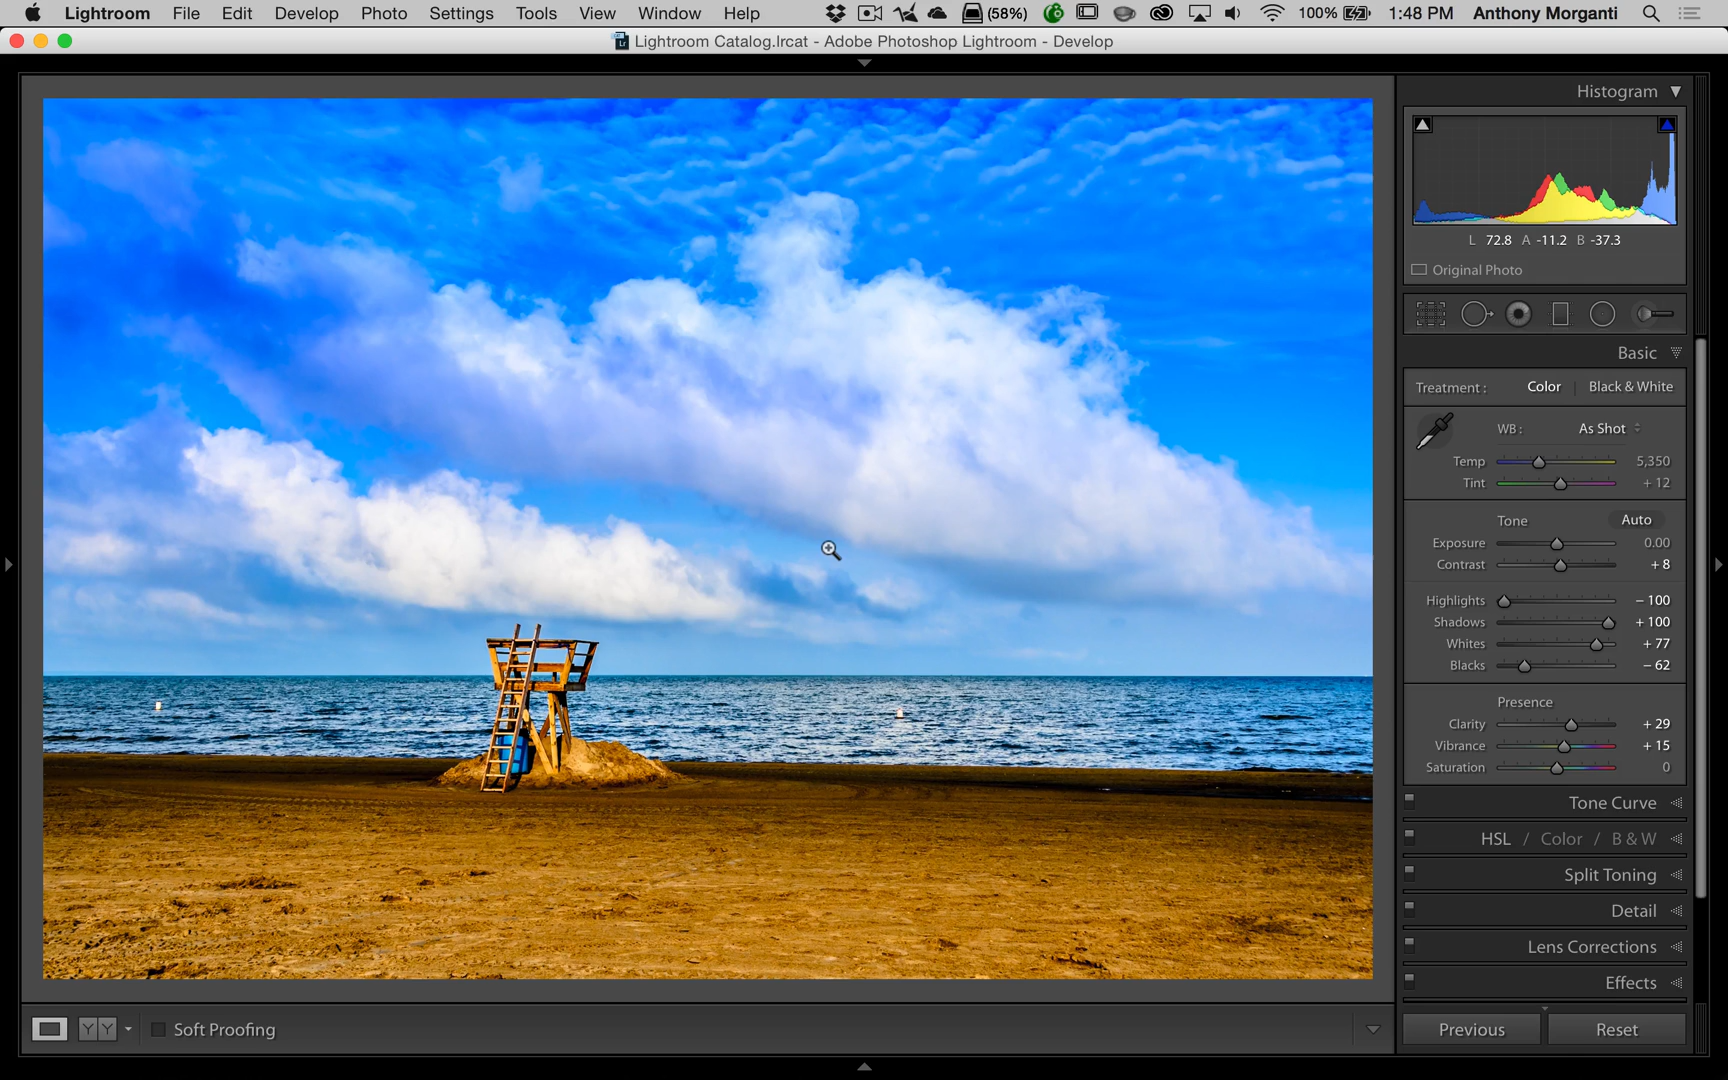 Lightroom File Edit Develop Photo Settings Tools View Window Help (58%) 100% 1:48 PM Anthony Morganti
Lightroom Catalog.lrcat - Adobe Photoshop Lightroom - Develop
Histogram
L 72.8 A -11.2 B -37.3
Original Photo
Basic
Treatment : Color | Black & White
WB : As Shot
Temp 5,350
Tint + 12
Tone Auto
Exposure 0.00
Contrast + 8
Highlights − 100
Shadows + 100
Whites + 77
Blacks − 62
Presence
Clarity + 29
Vibrance + 15
Saturation 0
Tone Curve
HSL / Color / B & W
Split Toning
Detail
Lens Corrections
Effects
Y Y Soft Proofing
Previous Reset